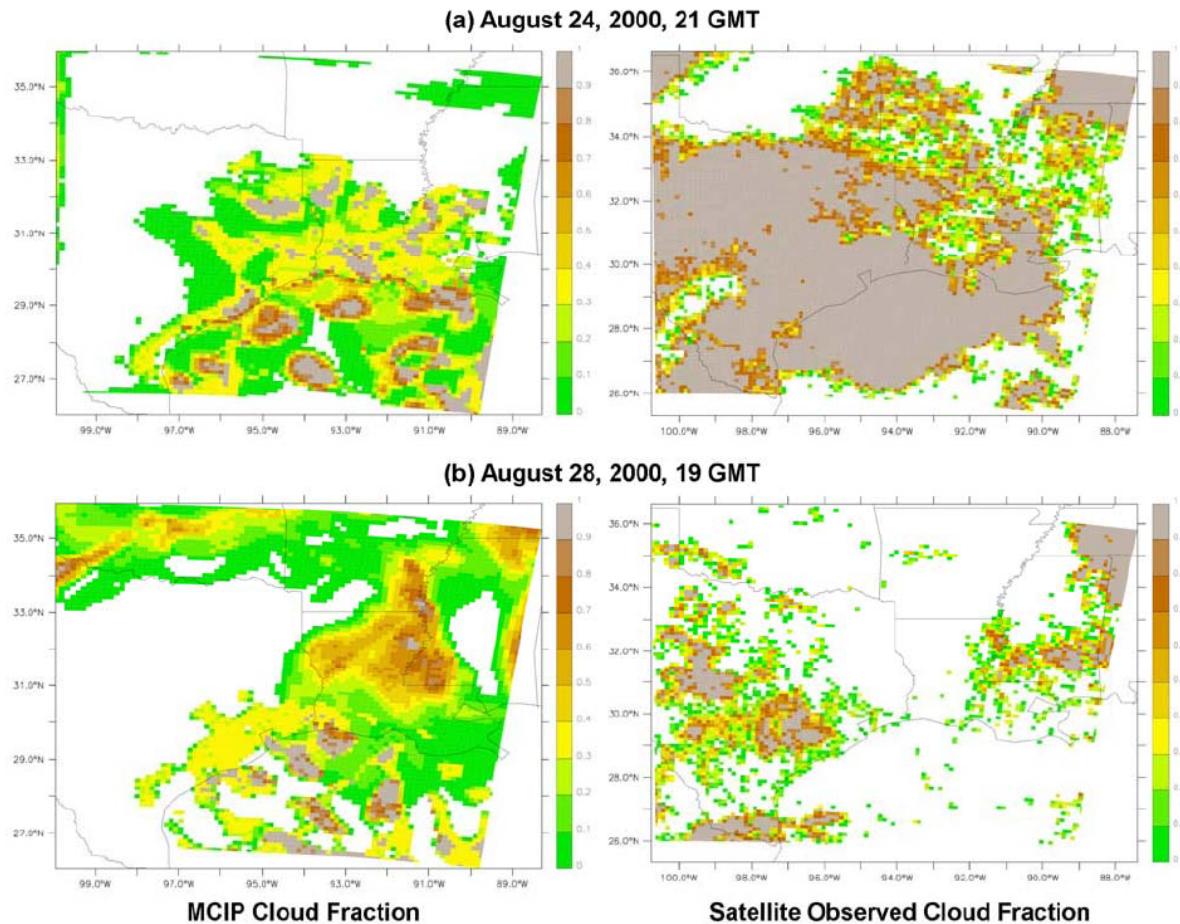 (a) August 24, 2000, 21 GMT
35.0°N
33.0°N
31.0°N
29.0°N
27.0°N
99.0°W 97.0°W 95.0°W 93.0°W 91.0°W 89.0°W
1
0.9
0.8
0.7
0.6
0.5
0.4
0.3
0.2
0.1
0
36.0°N
34.0°N
32.0°N
30.0°N
28.0°N
26.0°N
100.0°W 98.0°W 96.0°W 94.0°W 92.0°W 90.0°W 88.0°W
(b) August 28, 2000, 19 GMT
35.0°N
33.0°N
31.0°N
29.0°N
27.0°N
99.0°W 97.0°W 95.0°W 93.0°W 91.0°W 89.0°W
1
0.9
0.8
0.7
0.6
0.5
0.4
0.3
0.2
0.1
0
36.0°N
34.0°N
32.0°N
30.0°N
28.0°N
26.0°N
100.0°W 98.0°W 96.0°W 94.0°W 92.0°W 90.0°W 88.0°W
MCIP Cloud Fraction
Satellite Observed Cloud Fraction